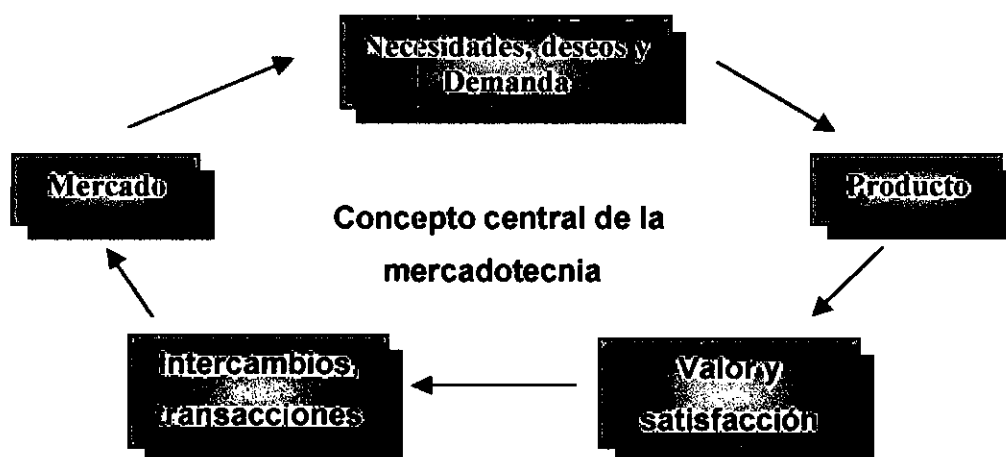 Necesidades, deseos y
Demanda
Mercado
Producto
Concepto central de la
mercadotecnia
Intercambios,
transacciones
Valor y
satisfacción